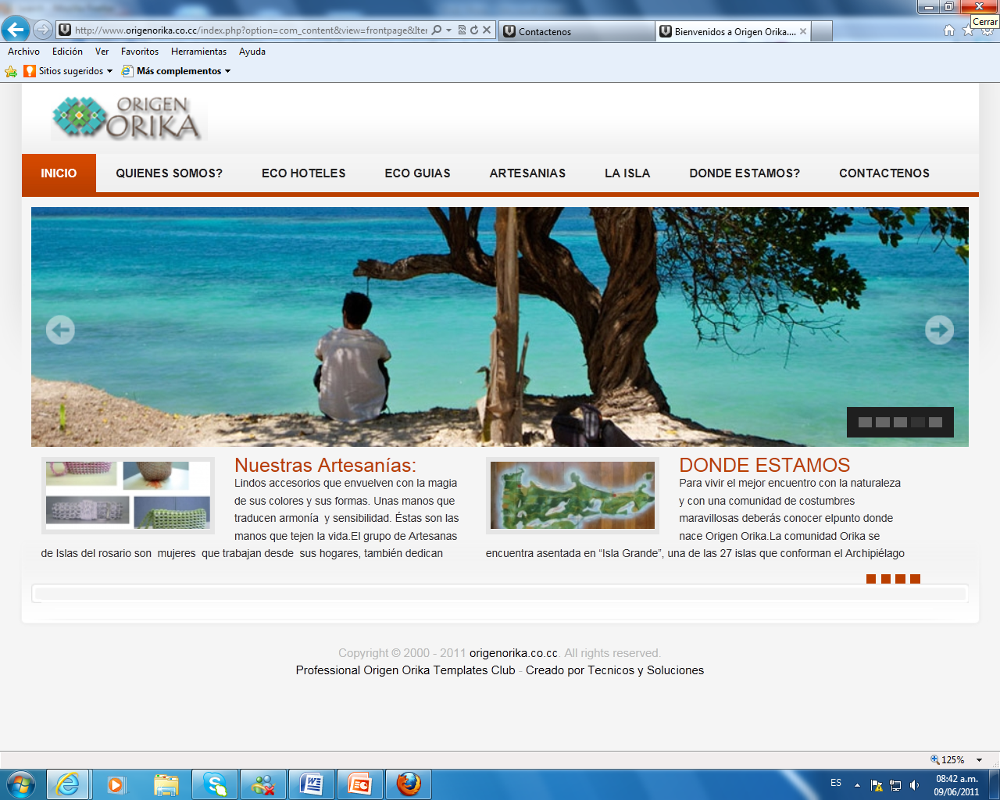 Cerrar
http://www.origenorika.co.cc/index.php?option=com_content&view=frontpage&Iter
Contactenos
Bienvenidos a Origen Orika....
Archivo Edición Ver Favoritos Herramientas Ayuda
Sitios sugeridos Más complementos
ORIGEN
ORIKA
INICIO QUIENES SOMOS? ECO HOTELES ECO GUIAS ARTESANIAS LA ISLA DONDE ESTAMOS? CONTACTENOS
Nuestras Artesanías:
Lindos accesorios que envuelven con la magia
de sus colores y sus formas. Unas manos que
traducen armonía y sensibilidad. Éstas son las
manos que tejen la vida.El grupo de Artesanas
de Islas del rosario son mujeres que trabajan desde sus hogares, también dedican
DONDE ESTAMOS
Para vivir el mejor encuentro con la naturaleza
y con una comunidad de costumbres
maravillosas deberás conocer elpunto donde
nace Origen Orika.La comunidad Orika se
encuentra asentada en “Isla Grande”, una de las 27 islas que conforman el Archipiélago
Copyright © 2000 - 2011 origenorika.co.cc. All rights reserved.
Professional Origen Orika Templates Club - Creado por Tecnicos y Soluciones
125%
ES
08:42 a.m.
09/06/2011